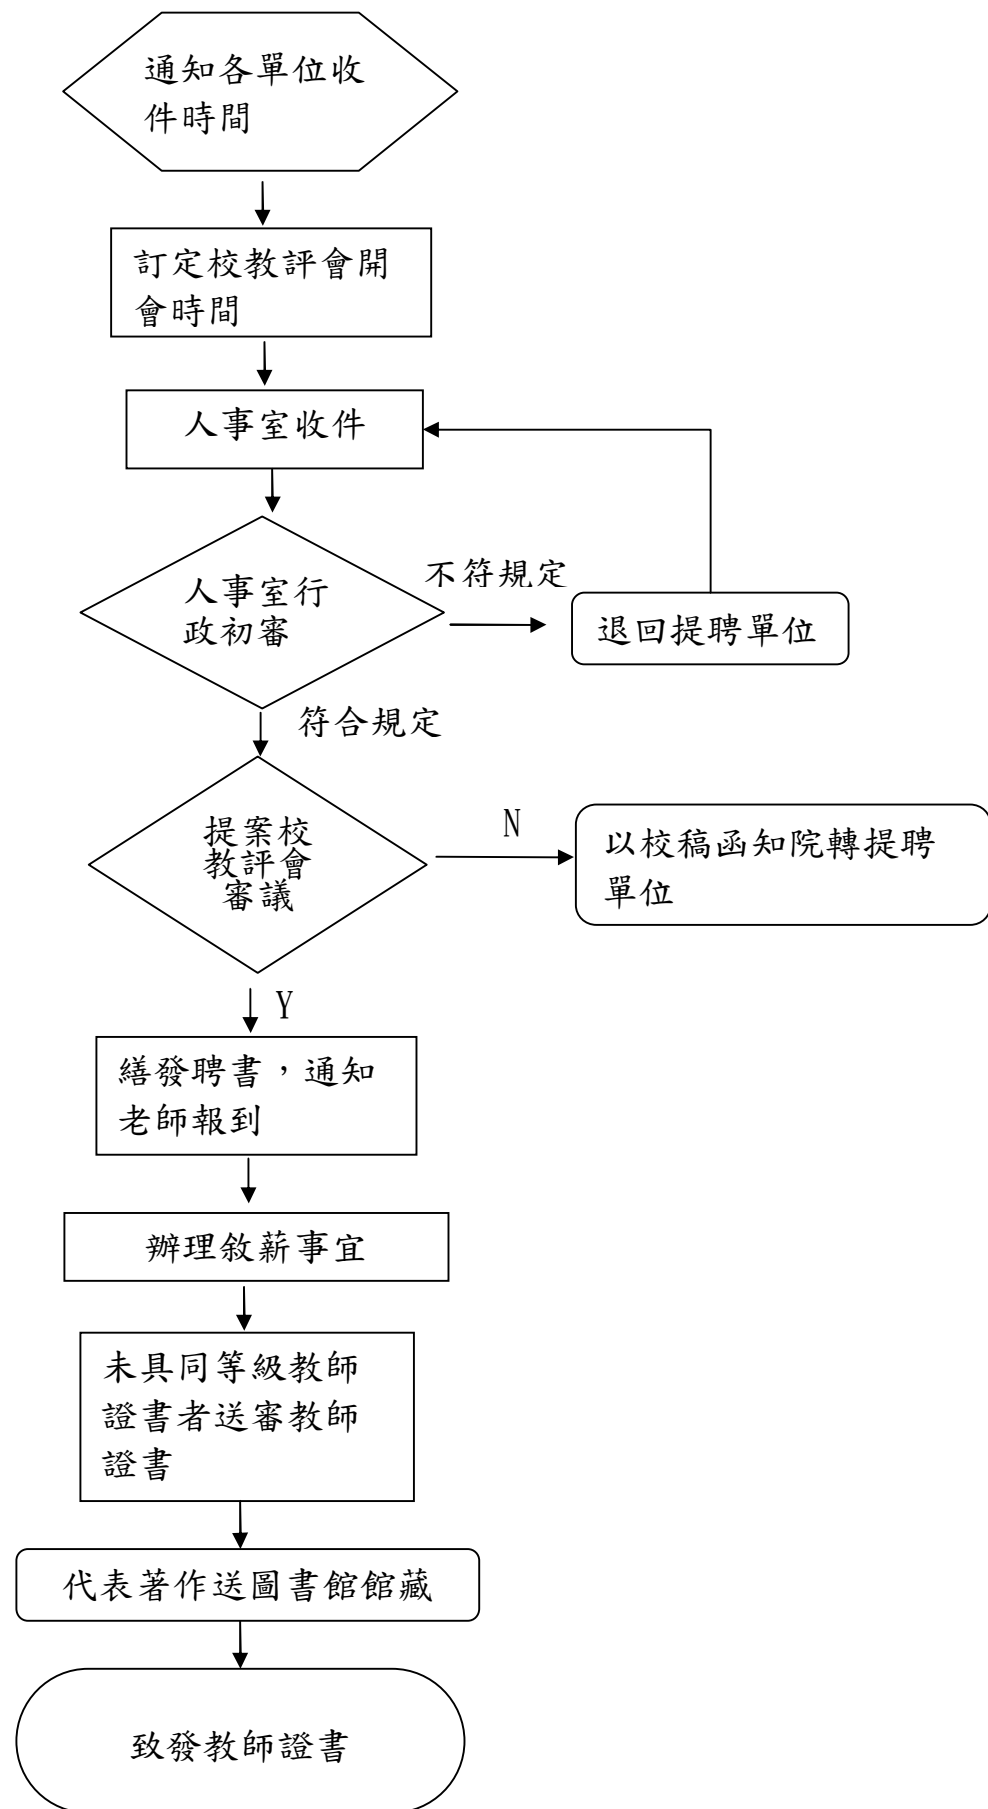 通知各單位收
件時間
訂定校教評會開
會時間
人事室收件
人事室行
政初審
不符規定
退回提聘單位
符合規定
提案校
教評會
審議
N
以校稿函知院轉提聘
單位
Y
繕發聘書，通知
老師報到
辦理敘薪事宜
未具同等級教師
證書者送審教師
證書
代表著作送圖書館館藏
致發教師證書